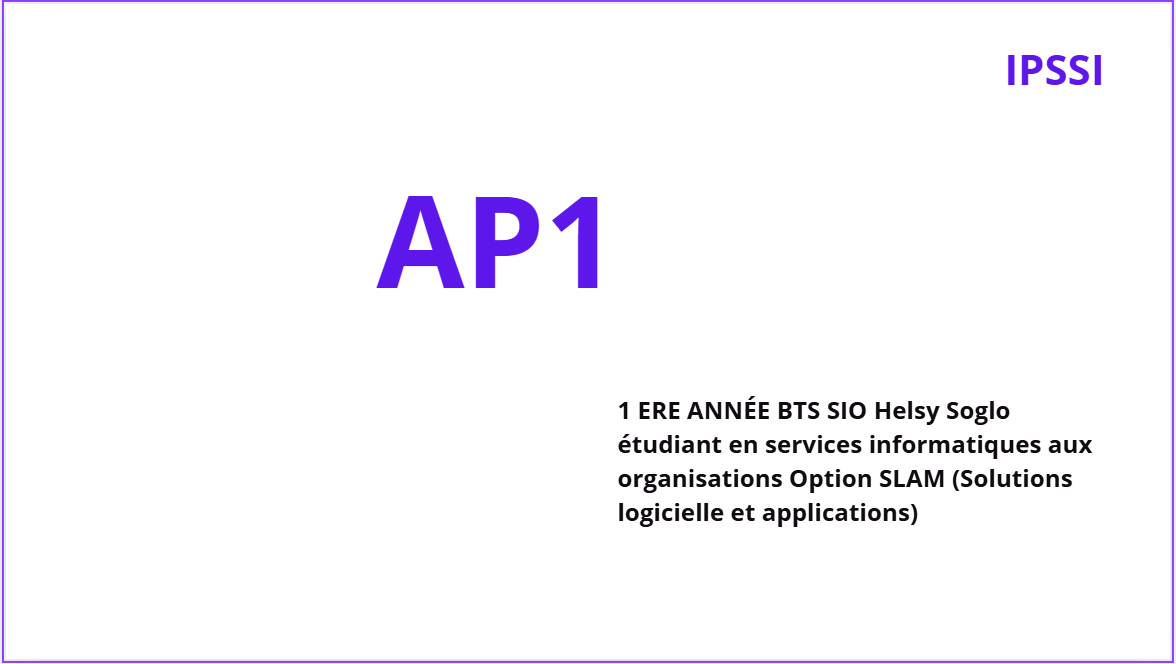 IPSSI
AP1
1 ERE ANNÉE BTS SIO Helsy Soglo
étudiant en services informatiques aux
organisations Option SLAM (Solutions
logicielle et applications)